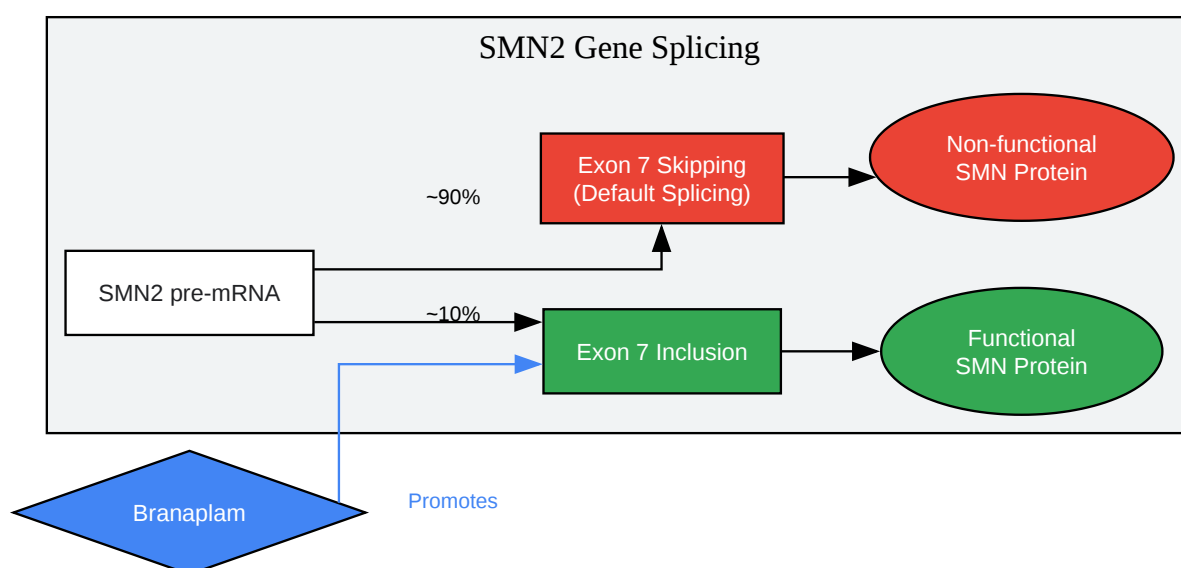 SMN2 Gene Splicing
Exon 7 Skipping
(Default Splicing)
Non-functional
SMN Protein
~90%
SMN2 pre-mRNA
~10%
Exon 7 Inclusion
Functional
SMN Protein
Branaplam
Promotes